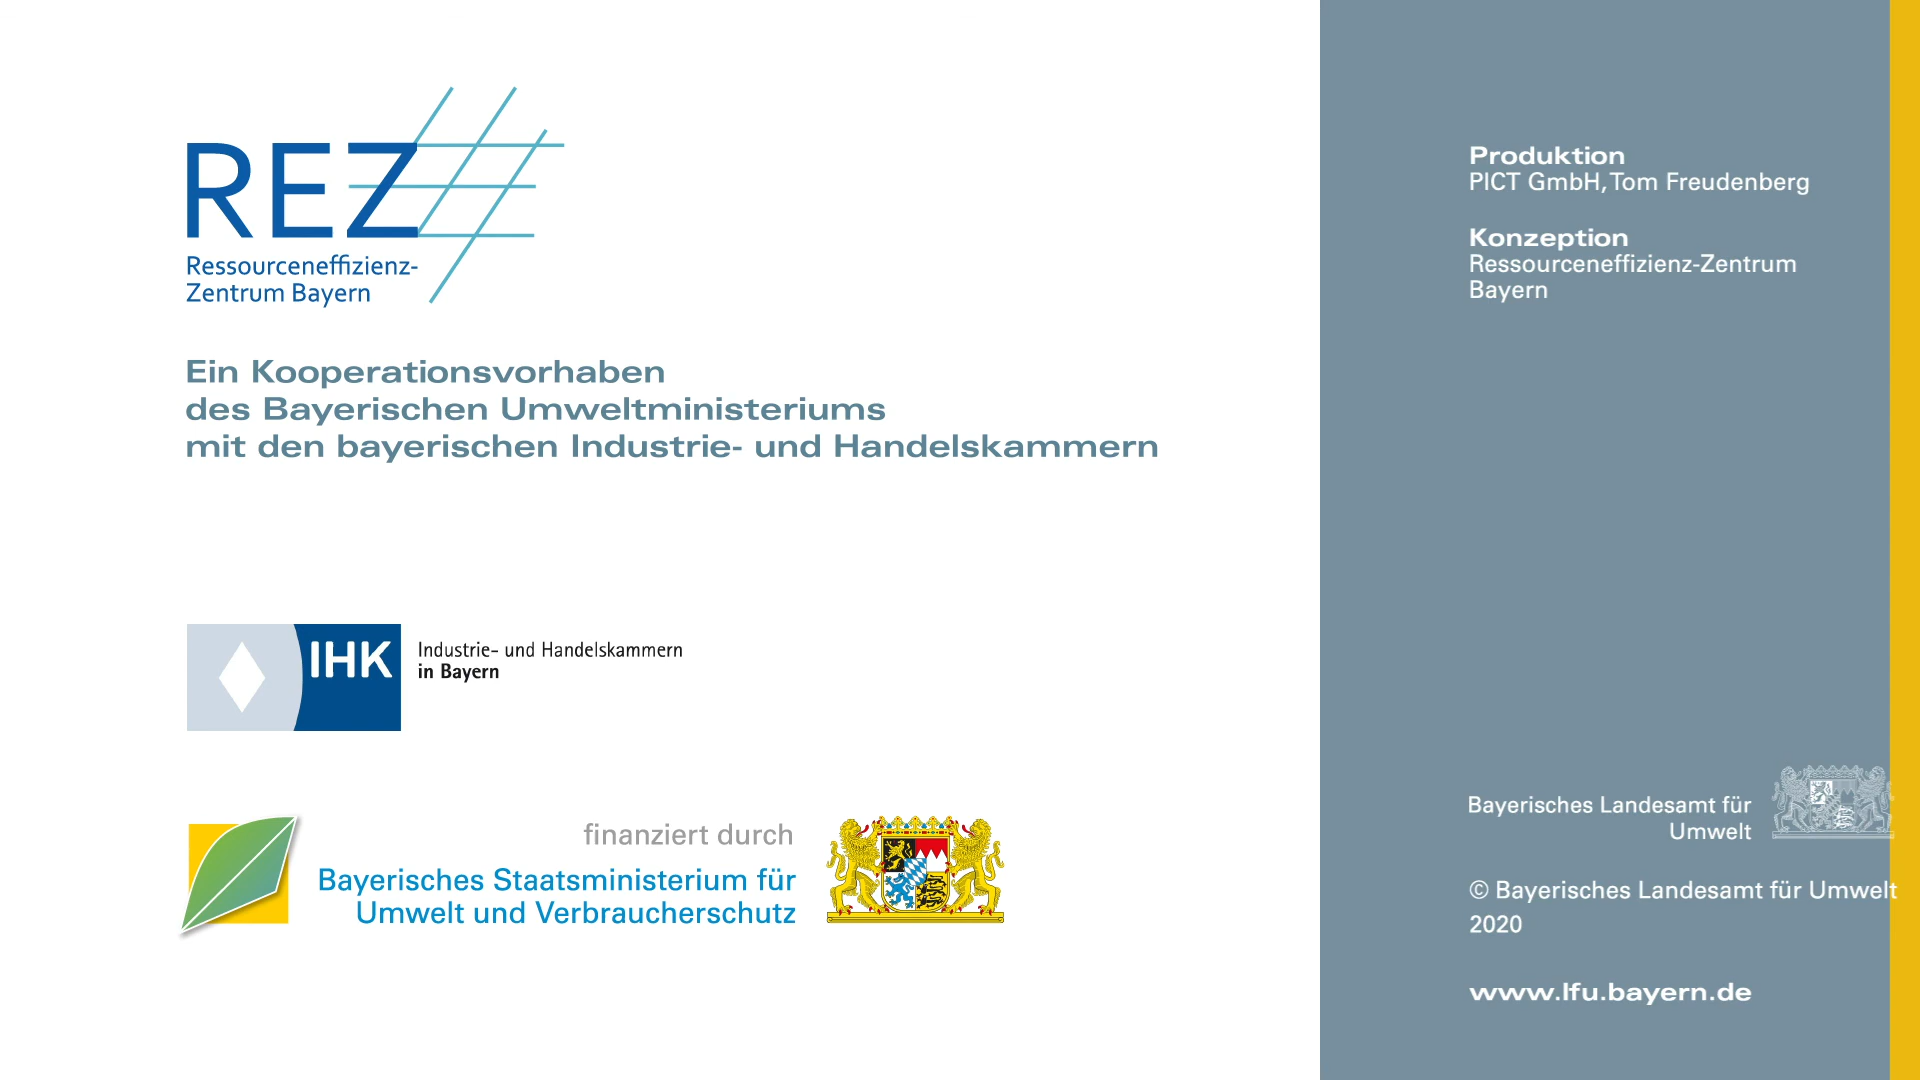 REZ
Ressourceneffizienz-
Zentrum Bayern
Ein Kooperationsvorhaben
des Bayerischen Umweltministeriums
mit den bayerischen Industrie- und Handelskammern
IHK
Industrie- und Handelskammern
in Bayern
finanziert durch
Bayerisches Staatsministerium für
Umwelt und Verbraucherschutz
Produktion
PICT GmbH, Tom Freudenberg
Konzeption
Ressourceneffizienz-Zentrum
Bayern
Bayerisches Landesamt für
Umwelt
© Bayerisches Landesamt für Umwelt
2020
www.lfu.bayern.de